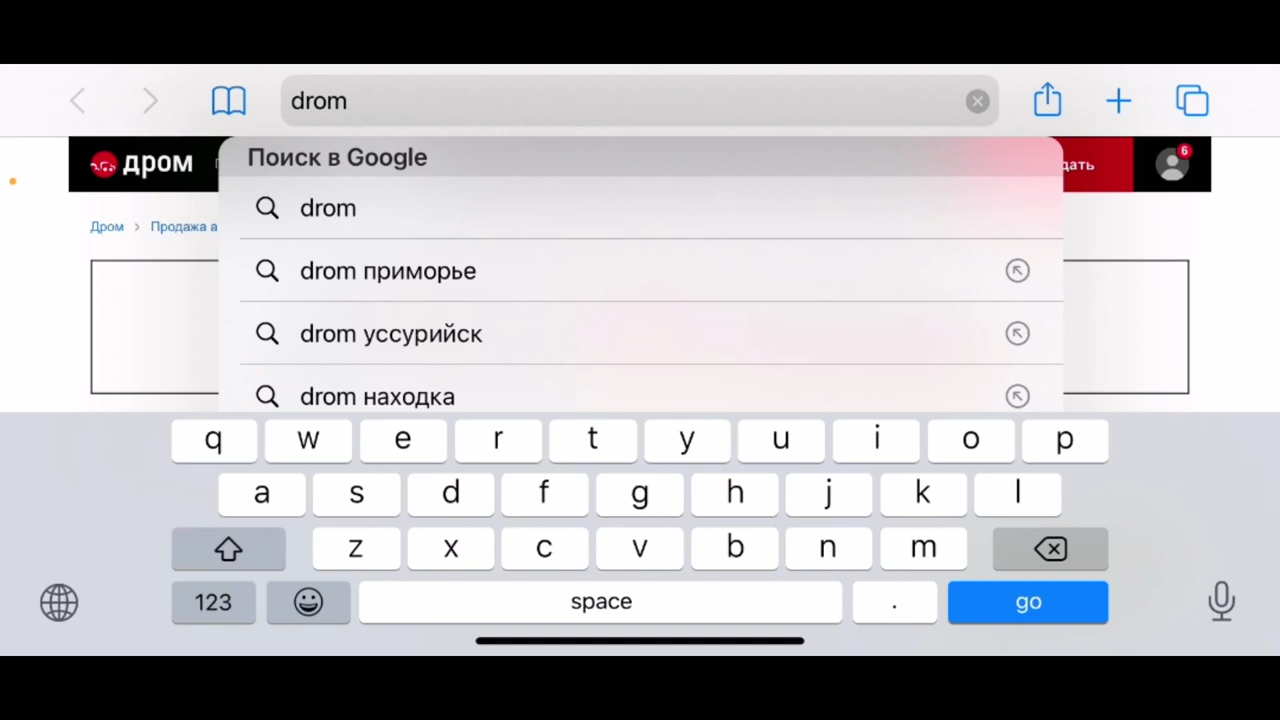 drom
Поиск в Google
дром
дать
6
drom
Дром > Продажа а
drom приморье
drom уссурийск
drom находка
q w e r t y u i o p
a s d f g h j k l
z x c v b n m
123 space . go